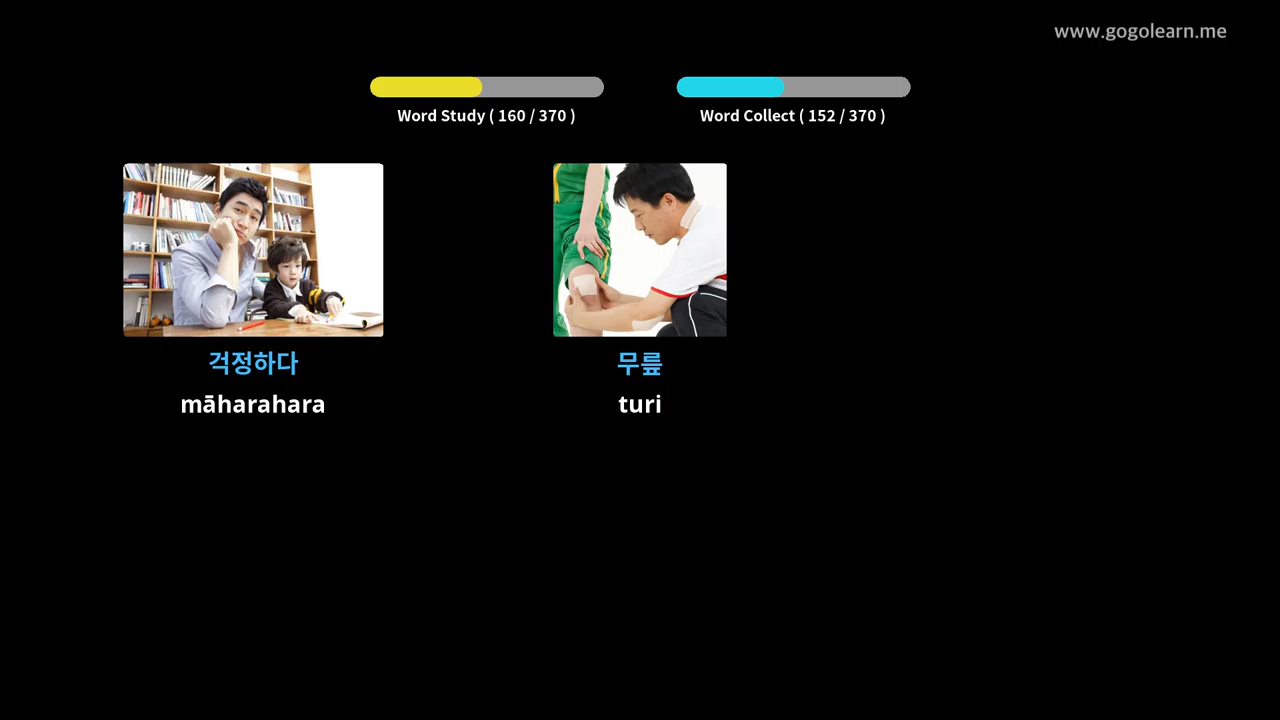 www.gogolearn.me
Word Study ( 160 / 370 )
Word Collect ( 152 / 370 )
걱정하다
māharahara
무릎
turi